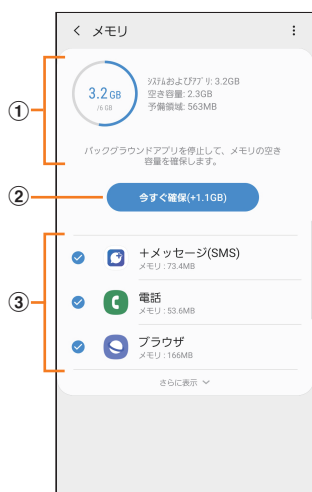 メモリ
① 
3.2 GB
/6 GB
システムおよびアプリ: 3.2GB
空き容量: 2.3GB
予備領域: 563MB
バックグラウンドアプリを停止して、メモリの空き
容量を確保します。
②
今すぐ確保(+1.1GB)
③
＋メッセージ(SMS)
メモリ : 73.4MB
電話
メモリ : 53.6MB
ブラウザ
メモリ : 166MB
さらに表示